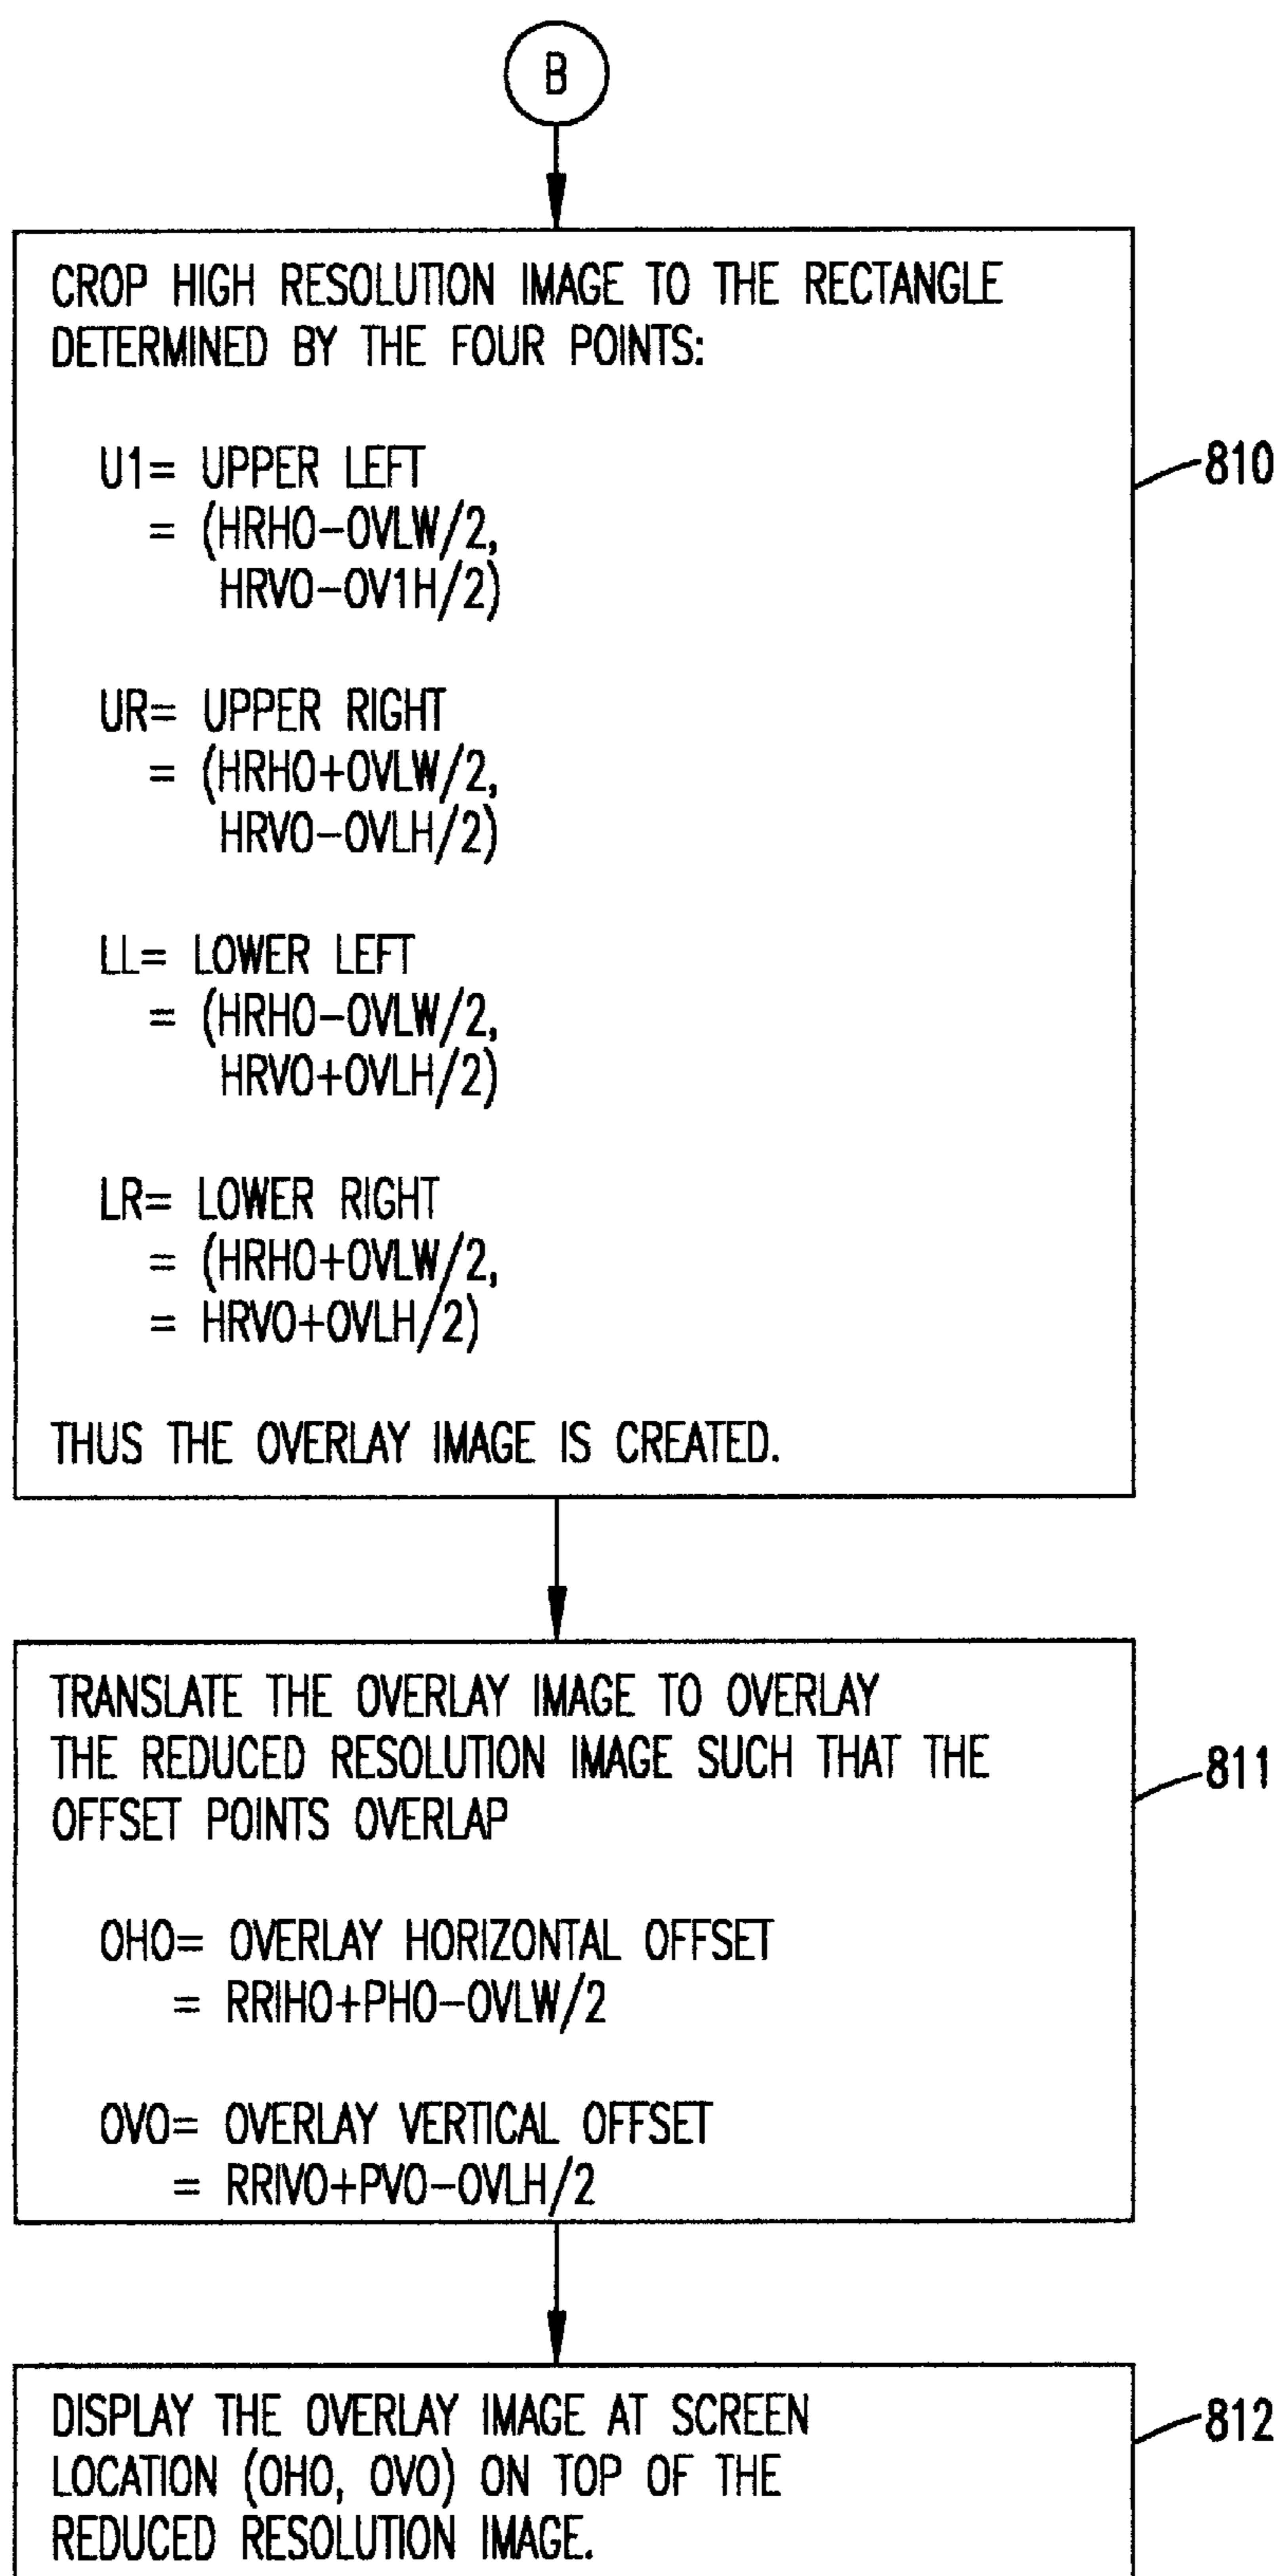 B
CROP HIGH RESOLUTION IMAGE TO THE RECTANGLE
DETERMINED BY THE FOUR POINTS:
U1= UPPER LEFT
= (HRHO-OVLW/2,
HRVO-OV1H/2)
UR= UPPER RIGHT
= (HRHO+OVLW/2,
HRVO-OVLH/2)
LL= LOWER LEFT
= (HRHO-OVLW/2,
HRVO+OVLH/2)
LR= LOWER RIGHT
= (HRHO+OVLW/2,
= HRVO+OVLH/2)
THUS THE OVERLAY IMAGE IS CREATED.
810
TRANSLATE THE OVERLAY IMAGE TO OVERLAY
THE REDUCED RESOLUTION IMAGE SUCH THAT THE
OFFSET POINTS OVERLAP
OHO= OVERLAY HORIZONTAL OFFSET
= RRIHO+PHO-OVLW/2
OVO= OVERLAY VERTICAL OFFSET
= RRIVO+PVO-OVLH/2
811
DISPLAY THE OVERLAY IMAGE AT SCREEN
LOCATION (OHO, OVO) ON TOP OF THE
REDUCED RESOLUTION IMAGE.
812